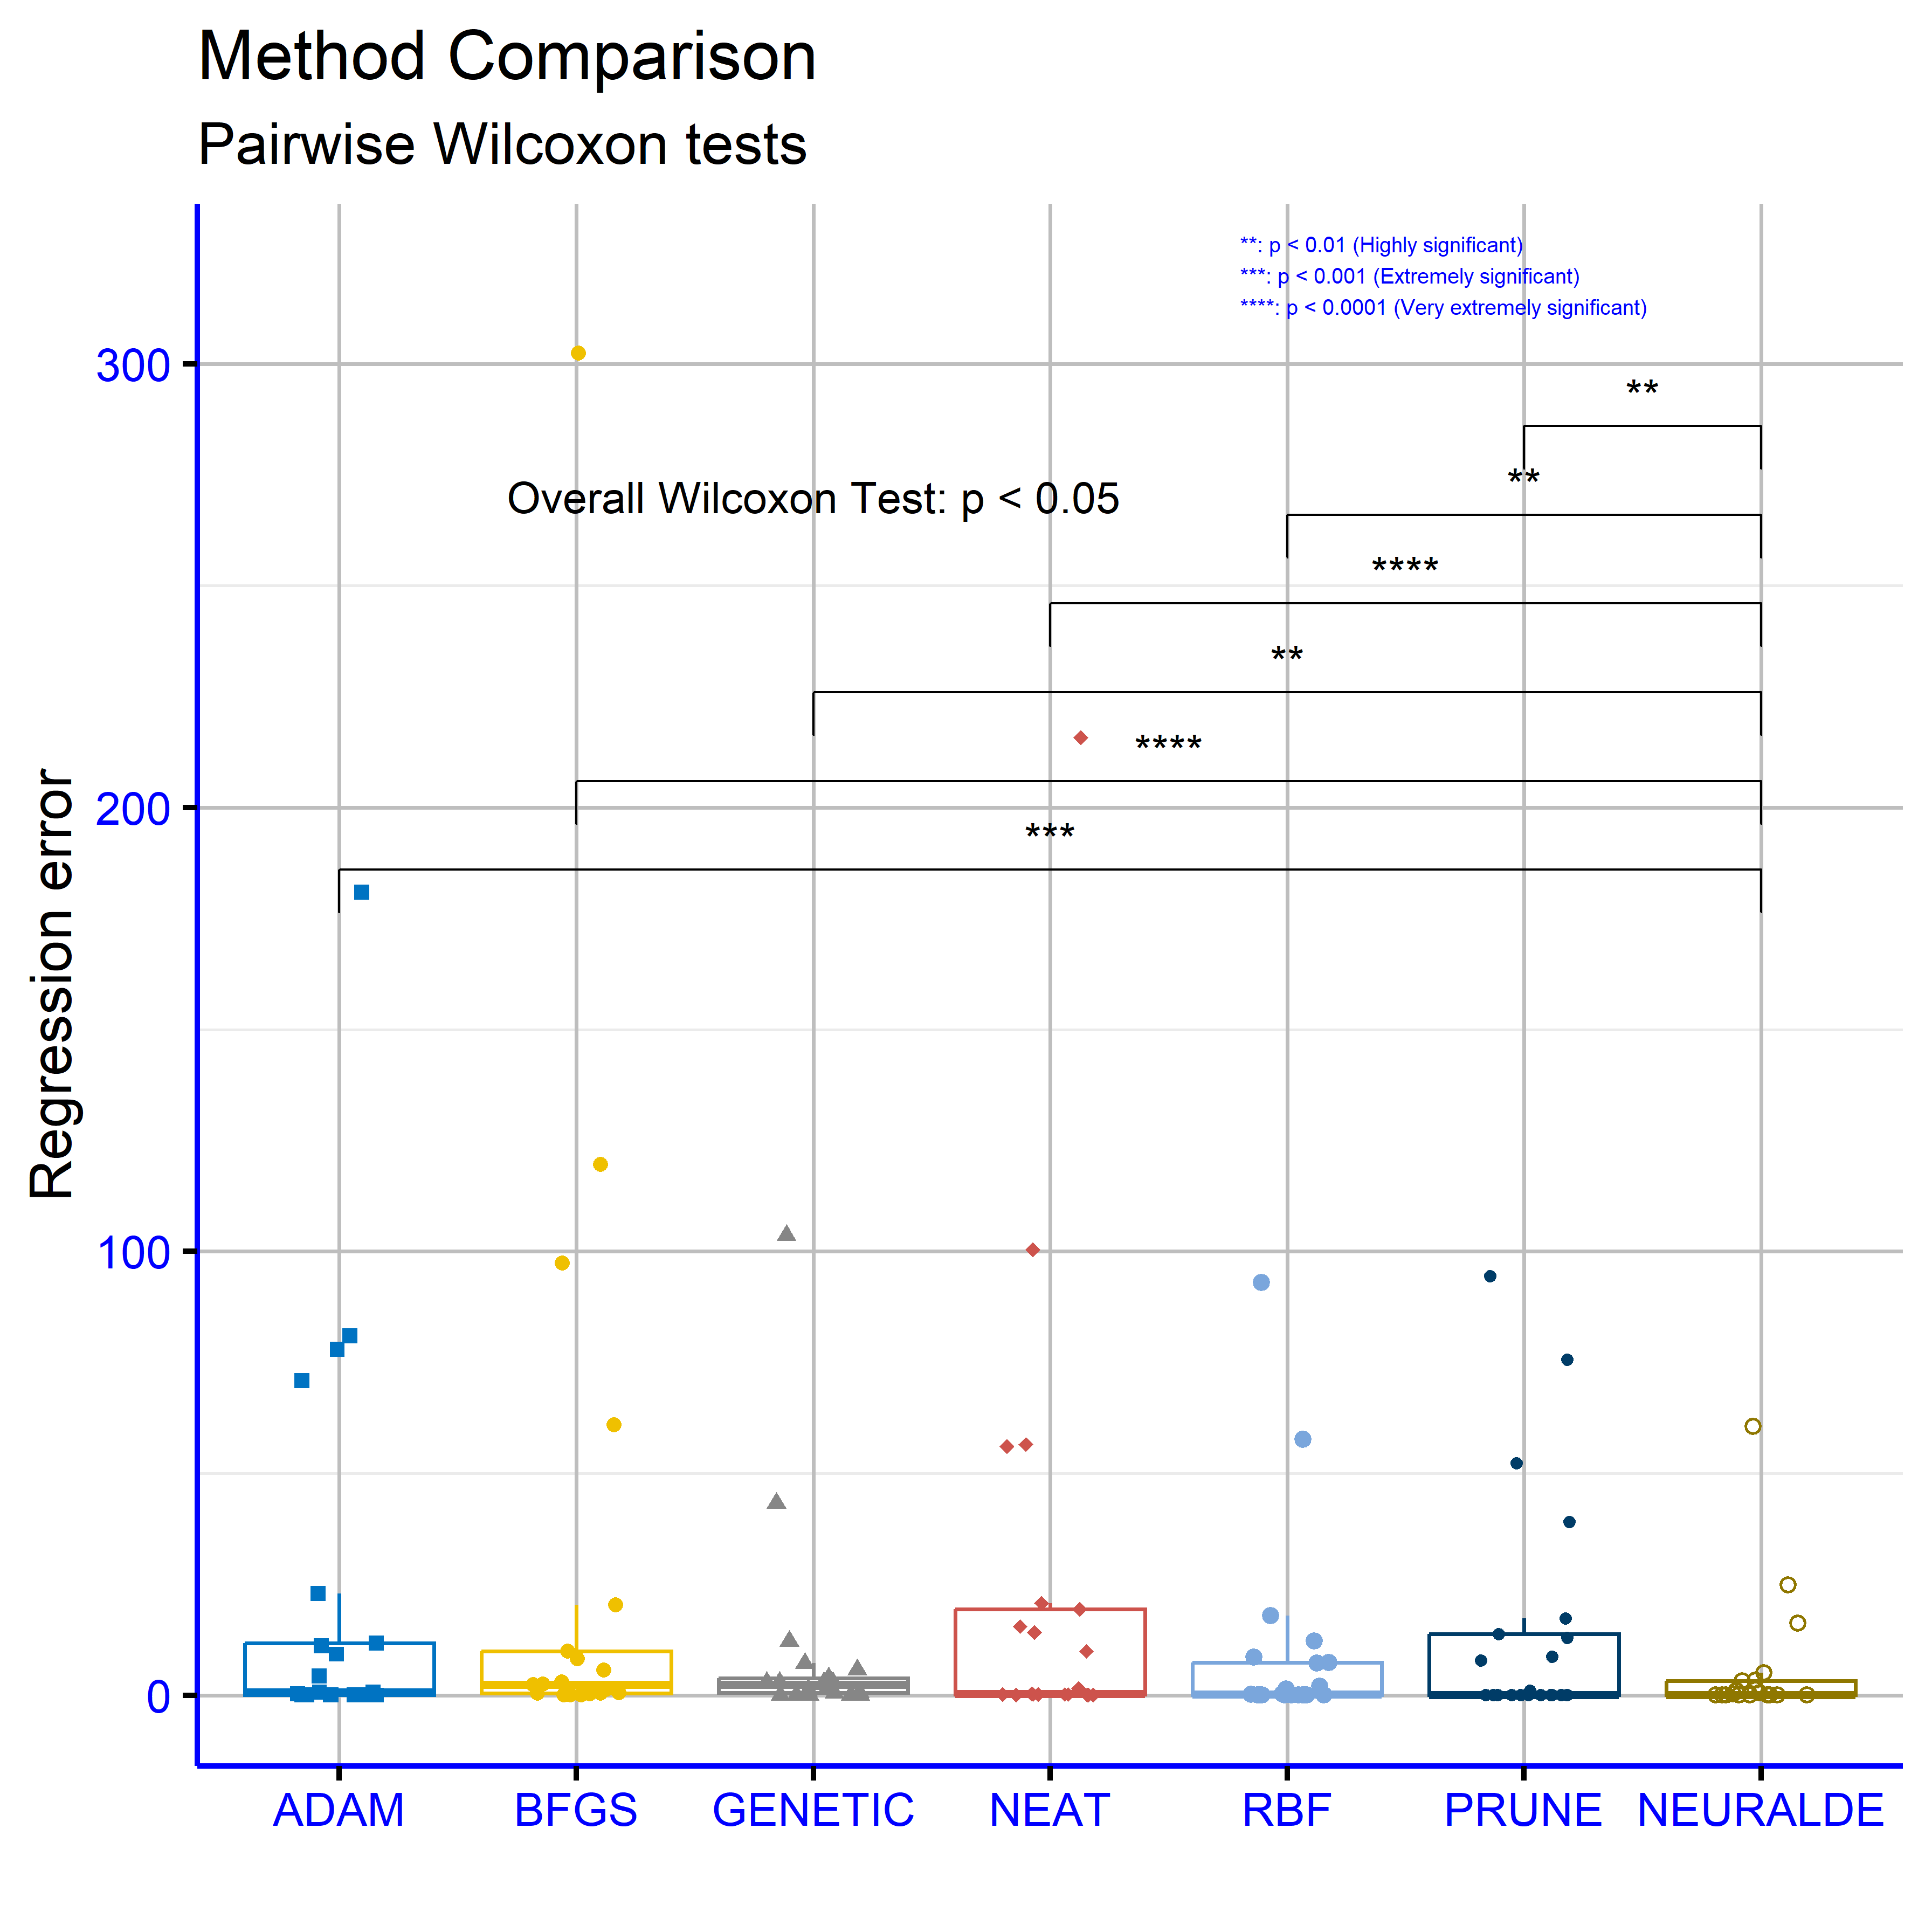 Method Comparison
Pairwise Wilcoxon tests
**: p < 0.01 (Highly significant)
***: p < 0.001 (Extremely significant)
****: p < 0.0001 (Very extremely significant)
300
**
**
Overall Wilcoxon Test: p < 0.05
****
**
****
200
***
Regression error
100
0
ADAM BFGS GENETIC NEAT RBF PRUNE NEURALDE